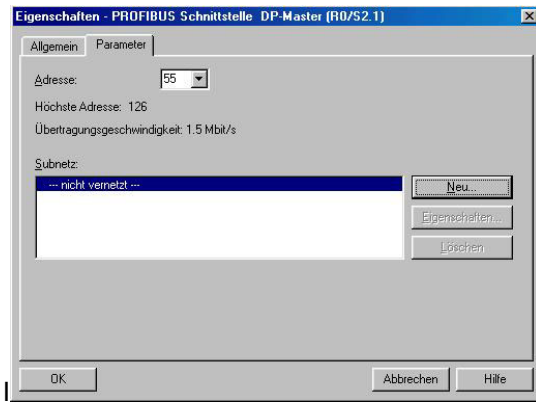 Eigenschaften - PROFIBUS Schnittstelle DP-Master (R0/S2.1)
Allgemein Parameter
Adresse: 55
Höchste Adresse: 126
Übertragungsgeschwindigkeit: 1.5 Mbit/s
Subnetz:
--- nicht vernetzt ---
Neu...
Eigenschaften...
Löschen
OK Abbrechen Hilfe